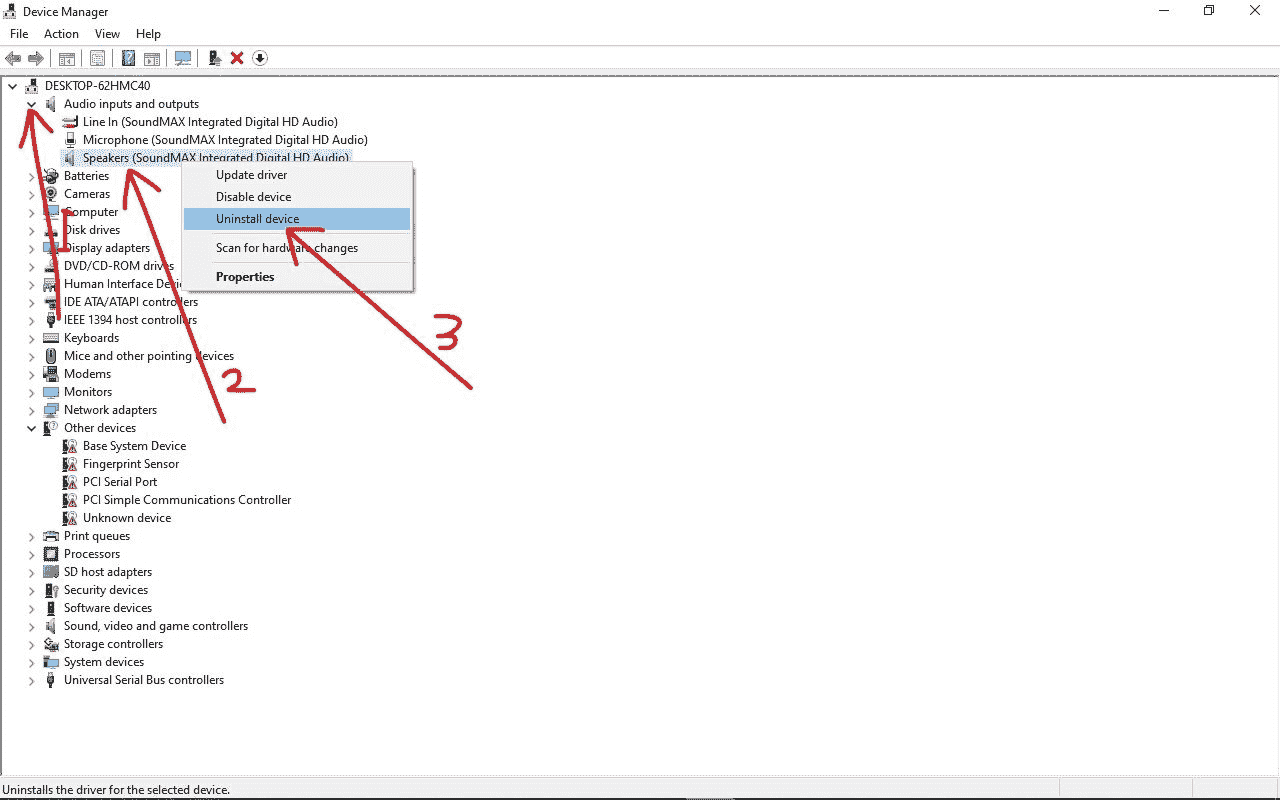 Device Manager
File Action View Help
DESKTOP-62HMC40
Audio inputs and outputs
Line In (SoundMAX Integrated Digital HD Audio)
Microphone (SoundMAX Integrated Digital HD Audio)
Speakers (SoundMAX Integrated Digital HD Audio)
Update driver
Disable device
Uninstall device
Scan for hardware changes
Properties
Batteries
Cameras
Computer
Disk drives
Display adapters
DVD/CD-ROM drives
Human Interface Devi
IDE ATA/ATAPI controllers
IEEE 1394 host controllers
Keyboards
Mice and other pointing devices
Modems
Monitors
Network adapters
Other devices
Base System Device
Fingerprint Sensor
PCI Serial Port
PCI Simple Communications Controller
Unknown device
Print queues
Processors
SD host adapters
Security devices
Software devices
Sound, video and game controllers
Storage controllers
System devices
Universal Serial Bus controllers
I
2
3
Uninstalls the driver for the selected device.